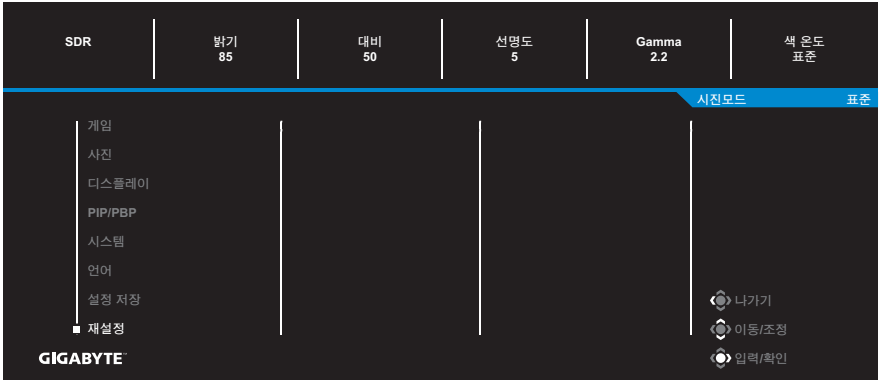 SDR
밝기
85
대비
50
선명도
5
Gamma
2.2
색 온도
표준
시진모드 표준
게임
사진
디스플레이
PIP/PBP
시스템
언어
설정 저장
재설정
나가기
이동/조정
입력/확인
GIGABYTE™